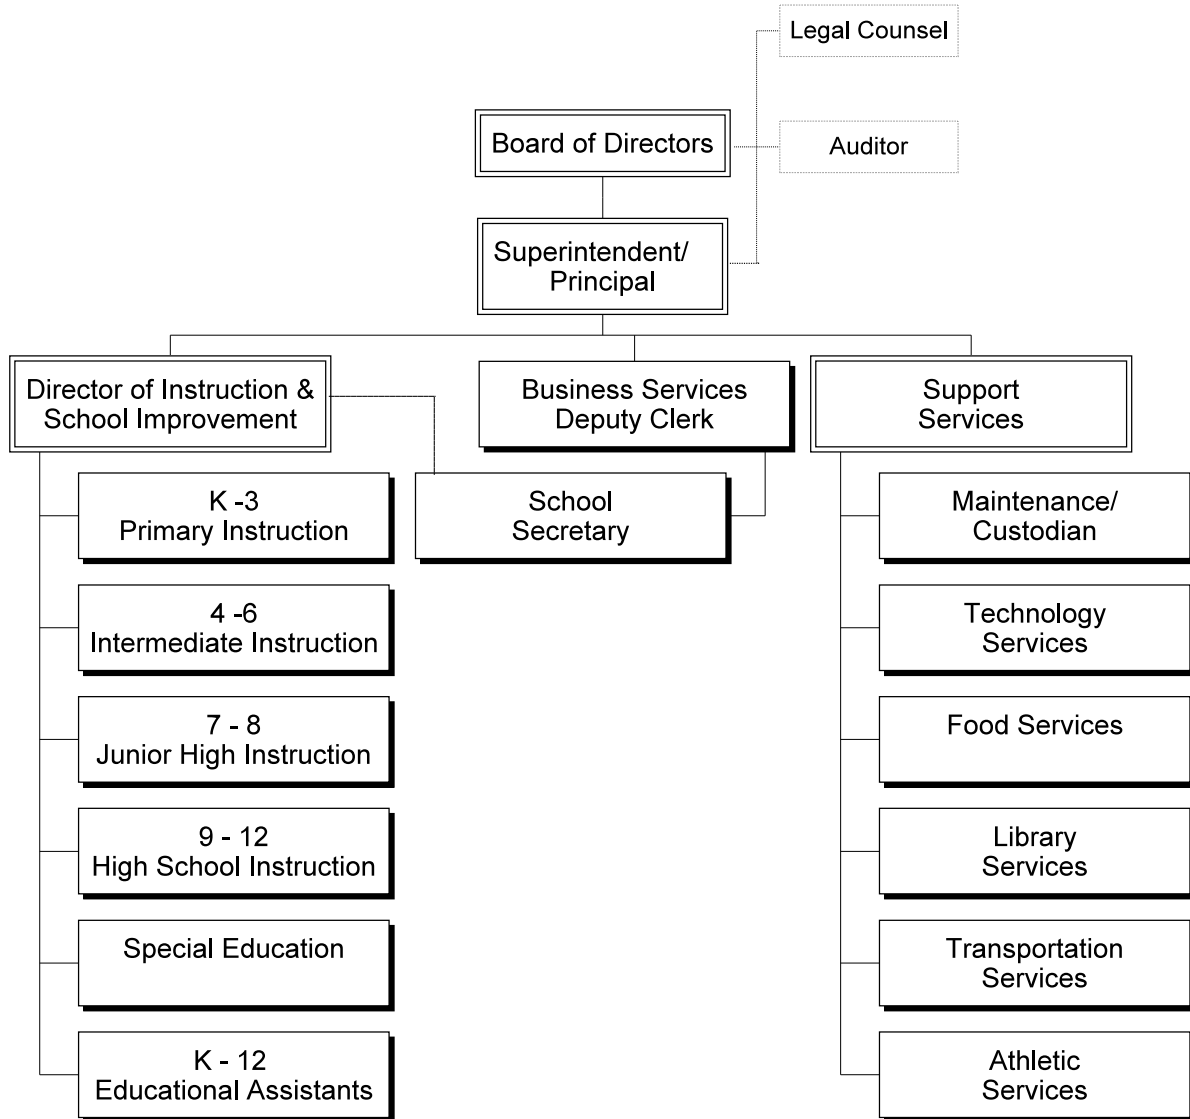 Legal Counsel
Board of Directors
Auditor
Superintendent/
Principal
Director of Instruction &
School Improvement
Business Services
Deputy Clerk
Support
Services
K -3
Primary Instruction
School
Secretary
Maintenance/
Custodian
4 -6
Intermediate Instruction
Technology
Services
7 - 8
Junior High Instruction
Food Services
9 - 12
High School Instruction
Library
Services
Special Education
Transportation
Services
K - 12
Educational Assistants
Athletic
Services